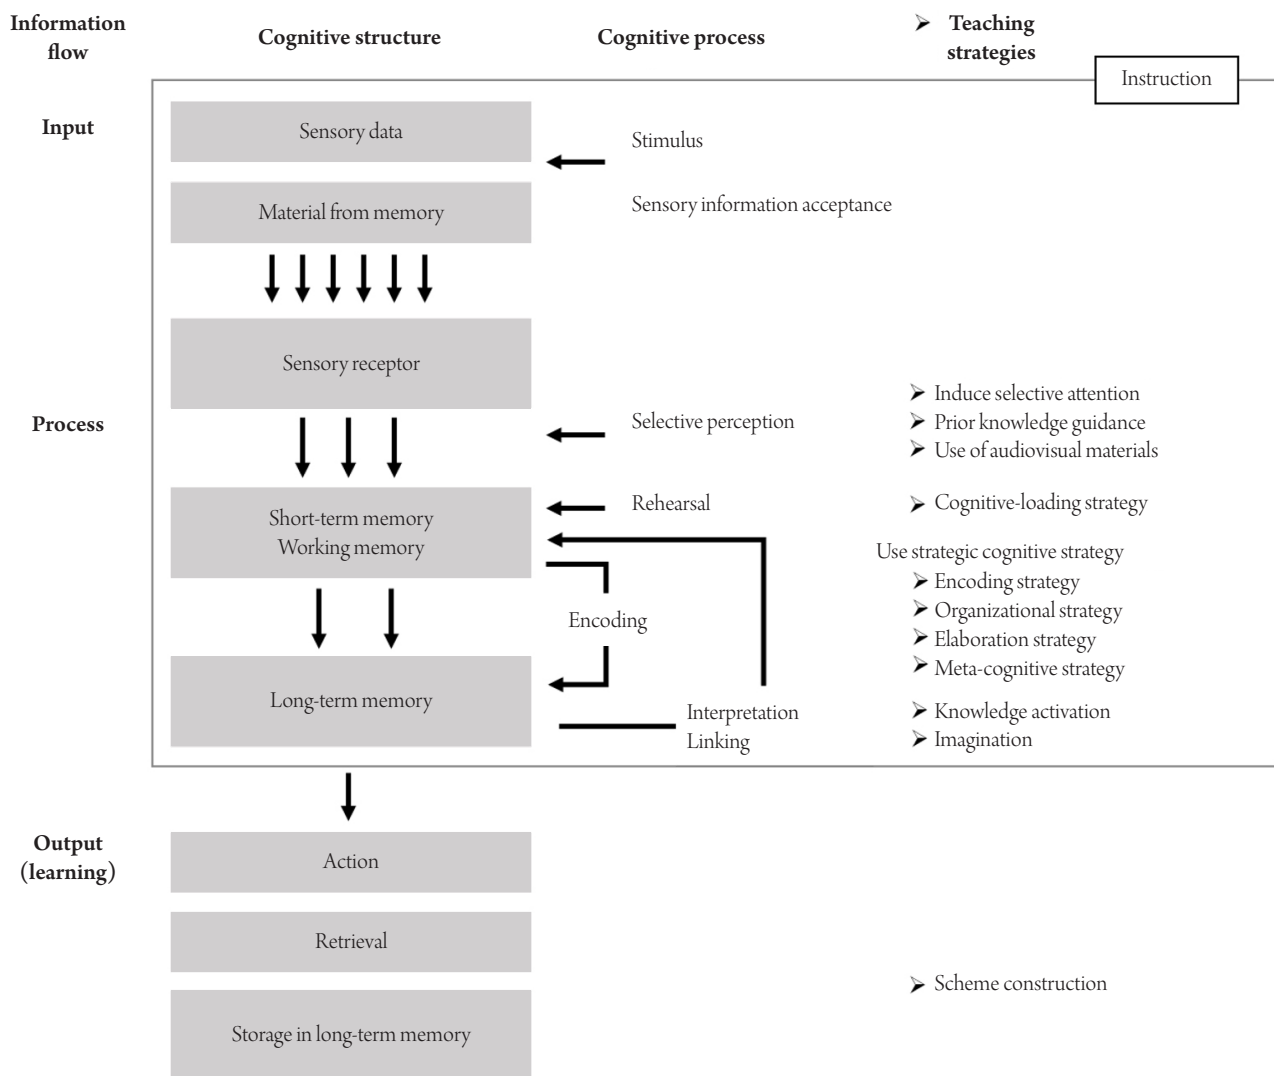 Information
flow
Cognitive structure
Cognitive process
➢ Teaching
strategies
Instruction
Input
Sensory data
Stimulus
Material from memory
Sensory information acceptance
Sensory receptor
Process
Selective perception
➢ Induce selective attention
➢ Prior knowledge guidance
➢ Use of audiovisual materials
Short-term memory
Working memory
Rehearsal
➢ Cognitive-loading strategy
Use strategic cognitive strategy
➢ Encoding strategy
➢ Organizational strategy
➢ Elaboration strategy
➢ Meta-cognitive strategy
Encoding
Long-term memory
Interpretation
Linking
➢ Knowledge activation
➢ Imagination
Output
(learning)
Action
Retrieval
➢ Scheme construction
Storage in long-term memory